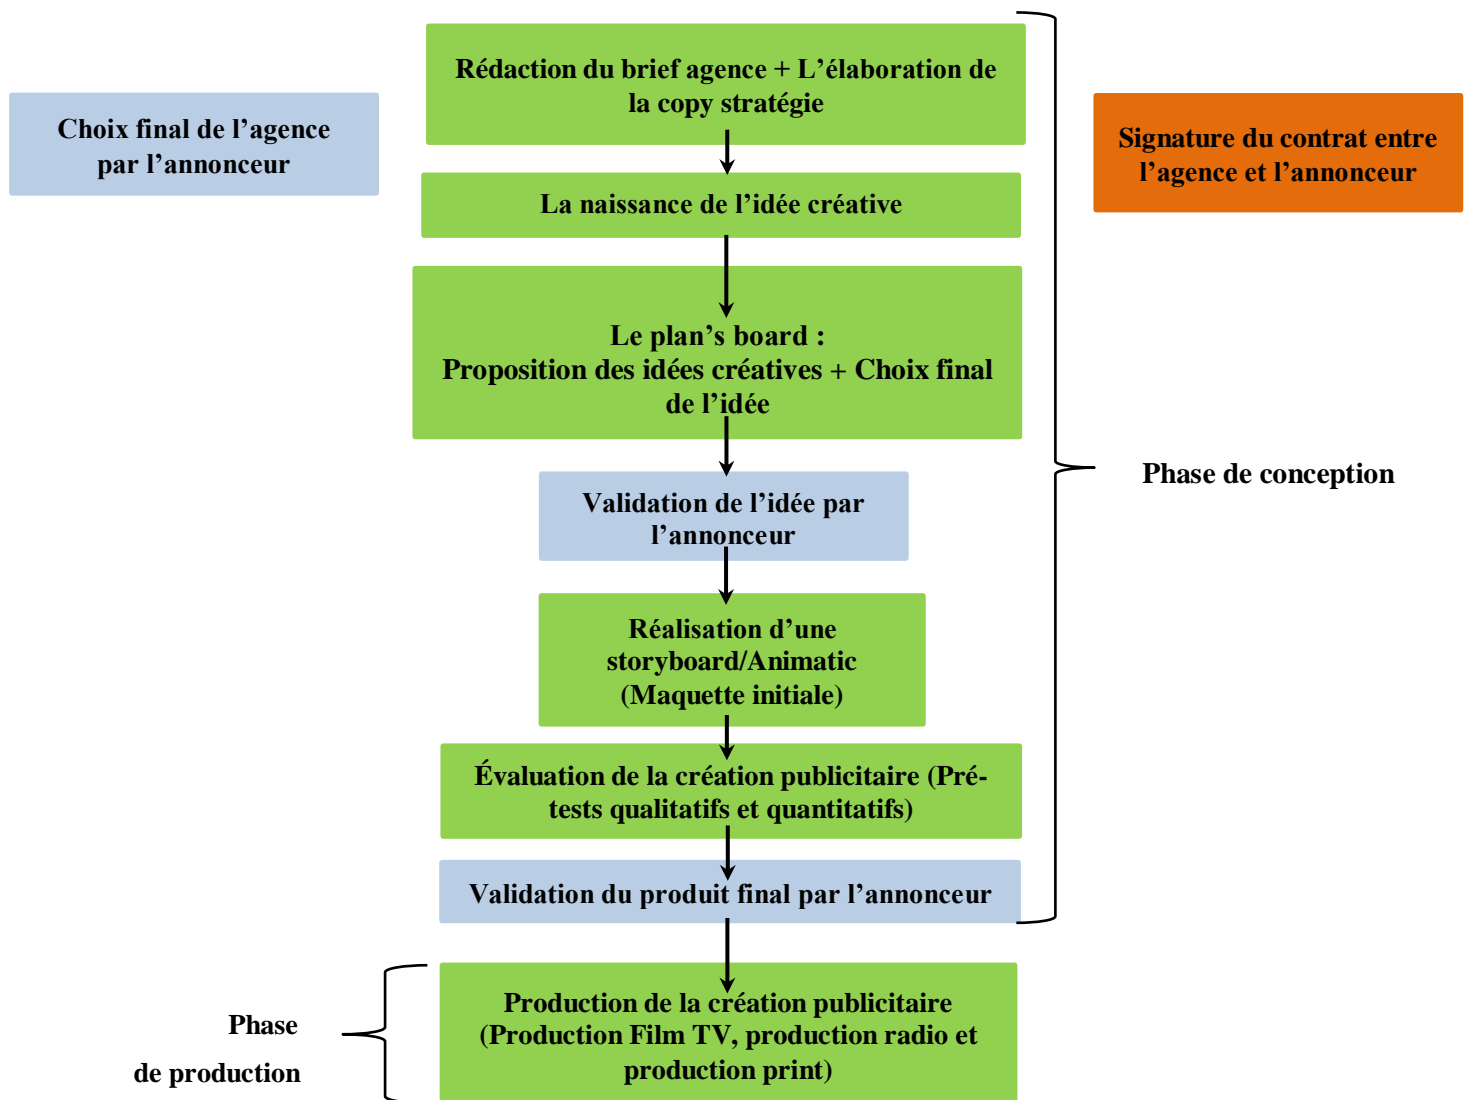 Rédaction du brief agence + L’élaboration de
la copy stratégie
Choix final de l’agence
par l’annonceur
Signature du contrat entre
l’agence et l’annonceur
La naissance de l’idée créative
Le plan’s board :
Proposition des idées créatives + Choix final
de l’idée
Phase de conception
Validation de l’idée par
l’annonceur
Réalisation d’une
storyboard/Animatic
(Maquette initiale)
Évaluation de la création publicitaire (Pré-
tests qualitatifs et quantitatifs)
Validation du produit final par l’annonceur
Phase
de production
Production de la création publicitaire
(Production Film TV, production radio et
production print)